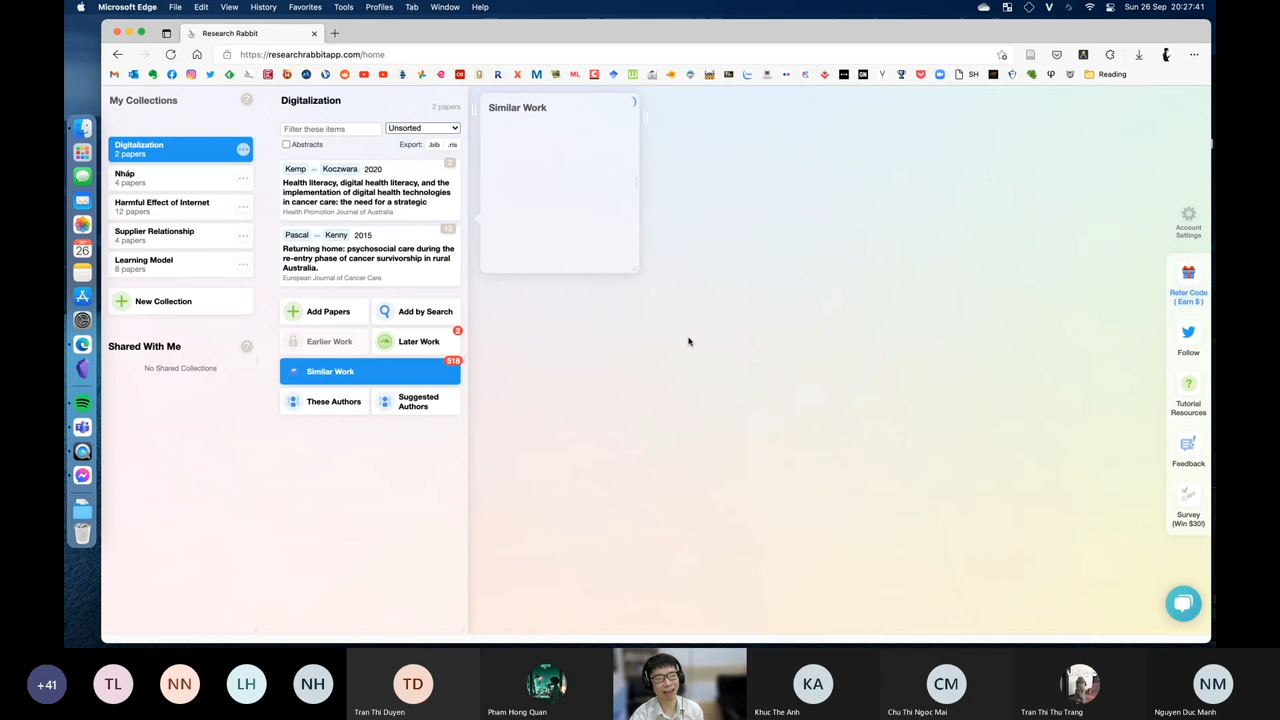 Microsoft Edge File Edit View History Favorites Tools Profiles Tab Window Help
Sun 26 Sep 20:27:41
Research Rabbit
https://researchrabbitapp.com/home
SH
Reading
My Collections
Digitalization
2 papers
Nháp
4 papers
Harmful Effect of Internet
12 papers
Supplier Relationship
4 papers
Learning Model
8 papers
New Collection
Shared With Me
No Shared Collections
Digitalization
2 papers
Filter these items
Unsorted
Abstracts
Export: .bib .ris
Kemp Koczwara 2020
2
Health literacy, digital health literacy, and the
implementation of digital health technologies
in cancer care: the need for a strategic
Health Promotion Journal of Australia
Pascal Kenny 2015
13
Returning home: psychosocial care during the
re-entry phase of cancer survivorship in rural
Australia.
European Journal of Cancer Care
Add Papers
Add by Search
Earlier Work
Later Work
2
Similar Work
518
These Authors
Suggested
Authors
Similar Work
Account
Settings
Refer Code
( Earn $ )
Follow
Tutorial
Resources
Feedback
Survey
(Win $30!)
SEP
26
+41
TL
NN
LH
NH
TD
Tran Thi Duyen
Pham Hong Quan
KA
Khuc The Anh
CM
Chu Thi Ngoc Mai
Tran Thi Thu Trang
NM
Nguyen Duc Manh